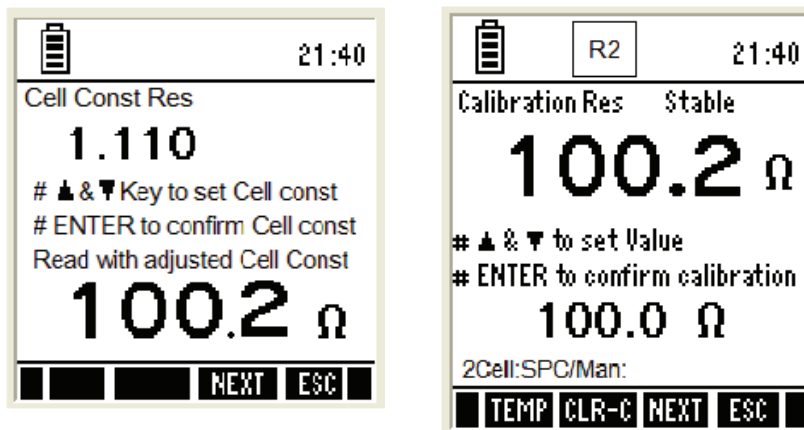 21:40
Cell Const Res
1.110
# ▲&▼Key to set Cell const
# ENTER to confirm Cell const
Read with adjusted Cell Const
100.2 Ω
NEXT ESC
R2 21:40
Calibration Res Stable
100.2 Ω
# ▲ & ▼ to set Value
# ENTER to confirm calibration
100.0 Ω
2Cell:SPC/Man:
TEMP CLR-C NEXT ESC